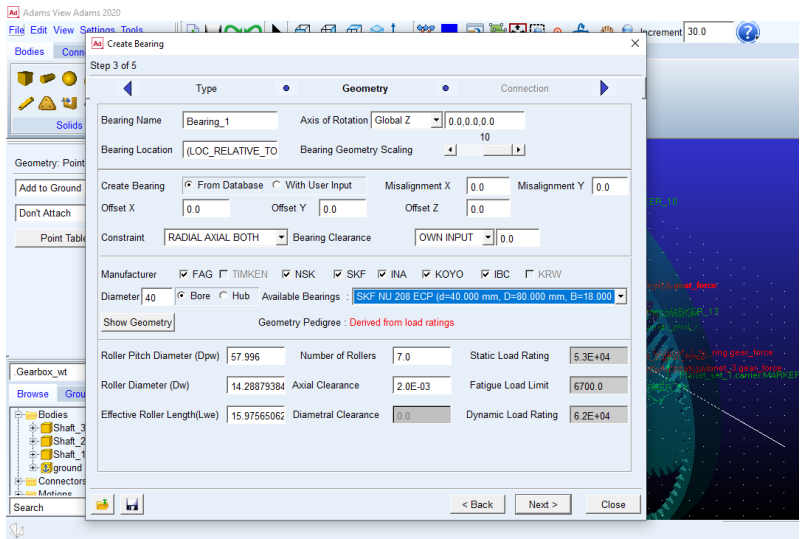 Adams View Adams 2020
File Edit View Settings Tools
Increment 30.0
Bodies
Solids
Geometry: Point
Add to Ground
Don't Attach
Point Table
.Gearbox_wt
Browse
Bodies
Shaft_3
Shaft_2
Shaft_1
ground
Connectors
Motions
Search
Create Bearing
Step 3 of 5
Type Geometry Connection
Bearing Name Bearing_1 Axis of Rotation Global Z 0.0,0.0,0.0
10
Bearing Location (LOC_RELATIVE_TO Bearing Geometry Scaling
Create Bearing From Database With User Input Misalignment X 0.0 Misalignment Y 0.0
Offset X 0.0 Offset Y 0.0 Offset Z 0.0
Constraint RADIAL AXIAL BOTH Bearing Clearance OWN INPUT 0.0
Manufacturer FAG TIMKEN NSK SKF INA KOYO IBC KRW
Diameter 40 Bore Hub Available Bearings : SKF NU 208 ECP (d=40.000 mm, D=80.000 mm, B=18.000
Show Geometry Geometry Pedigree : Derived from load ratings
Roller Pitch Diameter (Dpw) 57.996 Number of Rollers 7.0 Static Load Rating 5.3E+04
Roller Diameter (Dw) 14.28879384 Axial Clearance 2.0E-03 Fatigue Load Limit 6700.0
Effective Roller Length(Lwe) 15.97565062 Diametral Clearance 0.0 Dynamic Load Rating 6.2E+04
< Back Next > Close